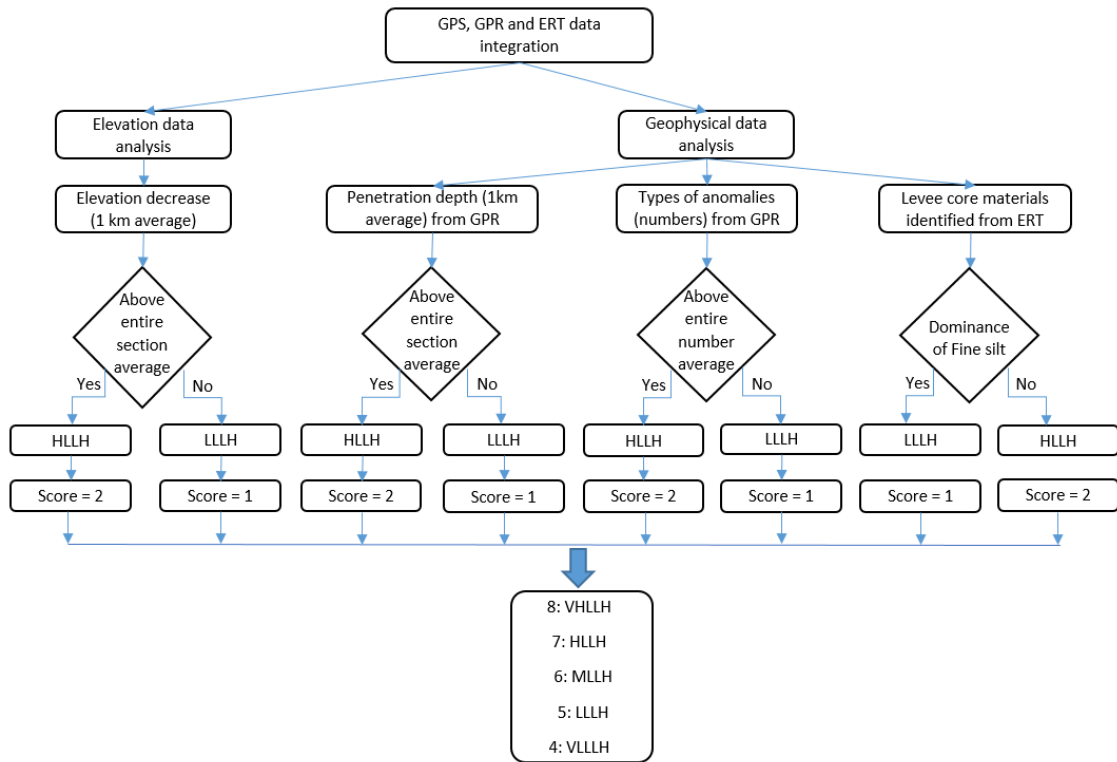 GPS, GPR and ERT data
integration
Elevation data
analysis
Geophysical data
analysis
Elevation decrease
(1 km average)
Penetration depth (1km
average) from GPR
Types of anomalies
(numbers) from GPR
Levee core materials
identified from ERT
Above
entire
section
average
Above
entire
section
average
Above
entire
number
average
Dominance
of Fine silt
Yes
No
Yes
No
Yes
No
Yes
No
HLLH
LLLH
HLLH
LLLH
HLLH
LLLH
LLLH
HLLH
Score = 2
Score = 1
Score = 2
Score = 1
Score = 2
Score = 1
Score = 1
Score = 2
8: VHLLH
7: HLLH
6: MLLH
5: LLLH
4: VLLLH